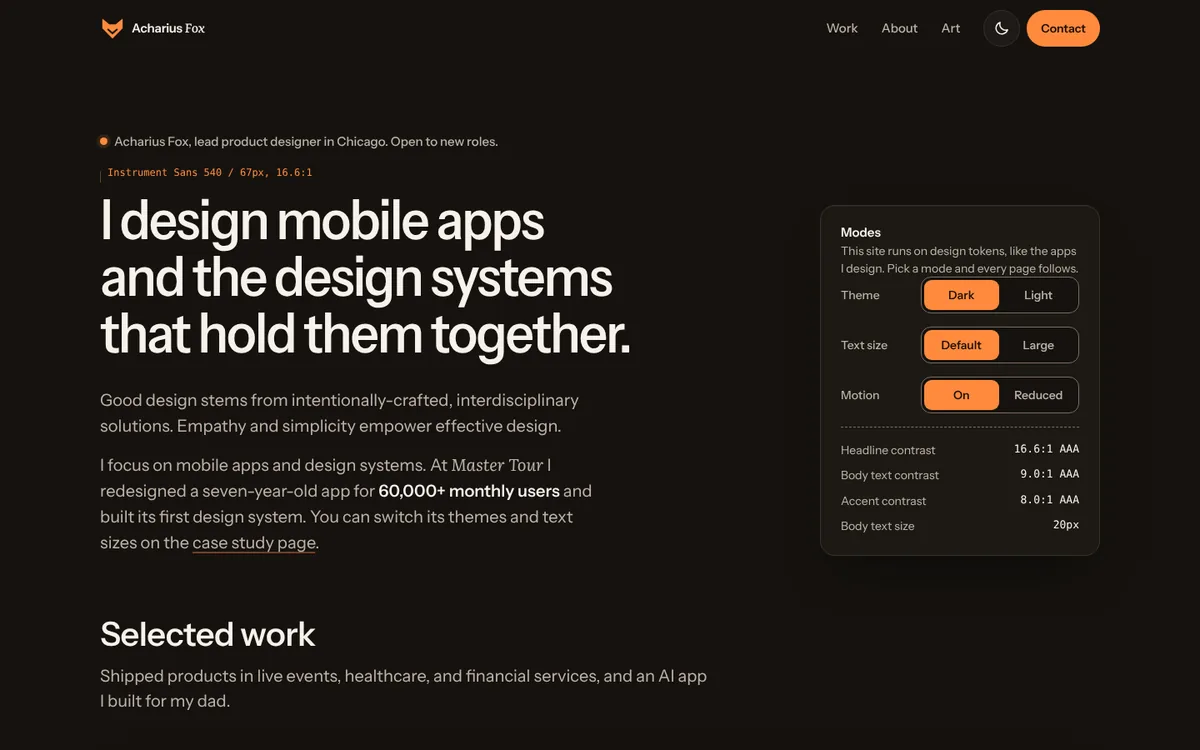 Acharius Fox
Work
About
Art
Contact
Acharius Fox, lead product designer in Chicago. Open to new roles.
Instrument Sans 540 / 67px, 16.6:1
I design mobile apps
and the design systems
that hold them together.
Good design stems from intentionally-crafted, interdisciplinary
solutions. Empathy and simplicity empower effective design.
I focus on mobile apps and design systems. At Master Tour I
redesigned a seven-year-old app for 60,000+ monthly users and
built its first design system. You can switch its themes and text
sizes on the case study page.
Modes
This site runs on design tokens, like the apps
I design. Pick a mode and every page follows.
Theme
Dark
Light
Text size
Default
Large
Motion
On
Reduced
Headline contrast 16.6:1 AAA
Body text contrast 9.0:1 AAA
Accent contrast 8.0:1 AAA
Body text size 20px
Selected work
Shipped products in live events, healthcare, and financial services, and an AI app
I built for my dad.